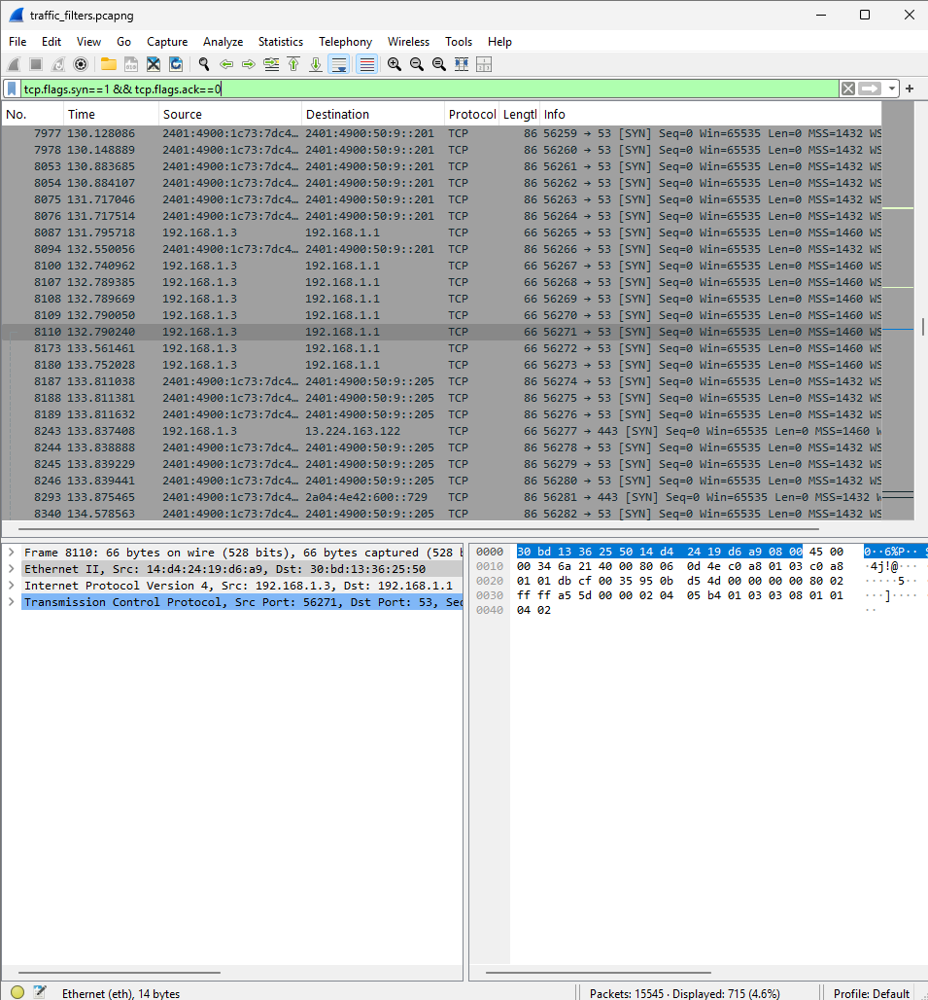 traffic_filters.pcapng
File Edit View Go Capture Analyze Statistics Telephony Wireless Tools Help
tcp.flags.syn==1 && tcp.flags.ack==0
No. Time Source Destination Protocol Lengtl Info
7977 130.128086 2401:4900:1c73:7dc4… 2401:4900:50:9::201 TCP 86 56259 → 53 [SYN] Seq=0 Win=65535 Len=0 MSS=1432 WS
7978 130.148889 2401:4900:1c73:7dc4… 2401:4900:50:9::201 TCP 86 56260 → 53 [SYN] Seq=0 Win=65535 Len=0 MSS=1432 WS
8053 130.883685 2401:4900:1c73:7dc4… 2401:4900:50:9::201 TCP 86 56261 → 53 [SYN] Seq=0 Win=65535 Len=0 MSS=1432 WS
8054 130.884107 2401:4900:1c73:7dc4… 2401:4900:50:9::201 TCP 86 56262 → 53 [SYN] Seq=0 Win=65535 Len=0 MSS=1432 WS
8075 131.717046 2401:4900:1c73:7dc4… 2401:4900:50:9::201 TCP 86 56263 → 53 [SYN] Seq=0 Win=65535 Len=0 MSS=1432 WS
8076 131.717514 2401:4900:1c73:7dc4… 2401:4900:50:9::201 TCP 86 56264 → 53 [SYN] Seq=0 Win=65535 Len=0 MSS=1432 WS
8087 131.795718 192.168.1.3 192.168.1.1 TCP 66 56265 → 53 [SYN] Seq=0 Win=65535 Len=0 MSS=1460 WS
8094 132.550056 2401:4900:1c73:7dc4… 2401:4900:50:9::201 TCP 86 56266 → 53 [SYN] Seq=0 Win=65535 Len=0 MSS=1432 WS
8100 132.740962 192.168.1.3 192.168.1.1 TCP 66 56267 → 53 [SYN] Seq=0 Win=65535 Len=0 MSS=1460 WS
8107 132.789385 192.168.1.3 192.168.1.1 TCP 66 56268 → 53 [SYN] Seq=0 Win=65535 Len=0 MSS=1460 WS
8108 132.789669 192.168.1.3 192.168.1.1 TCP 66 56269 → 53 [SYN] Seq=0 Win=65535 Len=0 MSS=1460 WS
8109 132.790050 192.168.1.3 192.168.1.1 TCP 66 56270 → 53 [SYN] Seq=0 Win=65535 Len=0 MSS=1460 WS
8110 132.790240 192.168.1.3 192.168.1.1 TCP 66 56271 → 53 [SYN] Seq=0 Win=65535 Len=0 MSS=1460 WS
8173 133.561461 192.168.1.3 192.168.1.1 TCP 66 56272 → 53 [SYN] Seq=0 Win=65535 Len=0 MSS=1460 WS
8180 133.752028 192.168.1.3 192.168.1.1 TCP 66 56273 → 53 [SYN] Seq=0 Win=65535 Len=0 MSS=1460 WS
8187 133.811038 2401:4900:1c73:7dc4… 2401:4900:50:9::205 TCP 86 56274 → 53 [SYN] Seq=0 Win=65535 Len=0 MSS=1432 WS
8188 133.811381 2401:4900:1c73:7dc4… 2401:4900:50:9::205 TCP 86 56275 → 53 [SYN] Seq=0 Win=65535 Len=0 MSS=1432 WS
8189 133.811632 2401:4900:1c73:7dc4… 2401:4900:50:9::205 TCP 86 56276 → 53 [SYN] Seq=0 Win=65535 Len=0 MSS=1432 WS
8243 133.837408 192.168.1.3 13.224.163.122 TCP 66 56277 → 443 [SYN] Seq=0 Win=65535 Len=0 MSS=1460 W
8244 133.838888 2401:4900:1c73:7dc4… 2401:4900:50:9::205 TCP 86 56278 → 53 [SYN] Seq=0 Win=65535 Len=0 MSS=1432 WS
8245 133.839229 2401:4900:1c73:7dc4… 2401:4900:50:9::205 TCP 86 56279 → 53 [SYN] Seq=0 Win=65535 Len=0 MSS=1432 WS
8246 133.839441 2401:4900:1c73:7dc4… 2401:4900:50:9::205 TCP 86 56280 → 53 [SYN] Seq=0 Win=65535 Len=0 MSS=1432 WS
8293 133.875465 2401:4900:1c73:7dc4… 2a04:4e42:600::729 TCP 86 56281 → 443 [SYN] Seq=0 Win=65535 Len=0 MSS=1432 W
8340 134.578563 2401:4900:1c73:7dc4… 2401:4900:50:9::205 TCP 86 56282 → 53 [SYN] Seq=0 Win=65535 Len=0 MSS=1432 WS
Frame 8110: 66 bytes on wire (528 bits), 66 bytes captured (528 b
Ethernet II, Src: 14:d4:24:19:d6:a9, Dst: 30:bd:13:36:25:50
Internet Protocol Version 4, Src: 192.168.1.3, Dst: 192.168.1.1
Transmission Control Protocol, Src Port: 56271, Dst Port: 53, Seq
0000 30 bd 13 36 25 50 14 d4 24 19 d6 a9 08 00 45 00 0··6%P·· $
0010 00 34 6a 21 40 00 80 06 0d 4e c0 a8 01 03 c0 a8 ·4j!@···
0020 01 01 db cf 00 35 95 0b d5 4d 00 00 00 00 80 02 ·····5··
0030 ff ff a5 5d 00 00 02 04 05 b4 01 03 03 08 01 01 ···]····
0040 04 02 ··
Ethernet (eth), 14 bytes
Packets: 15545 · Displayed: 715 (4.6%)
Profile: Default